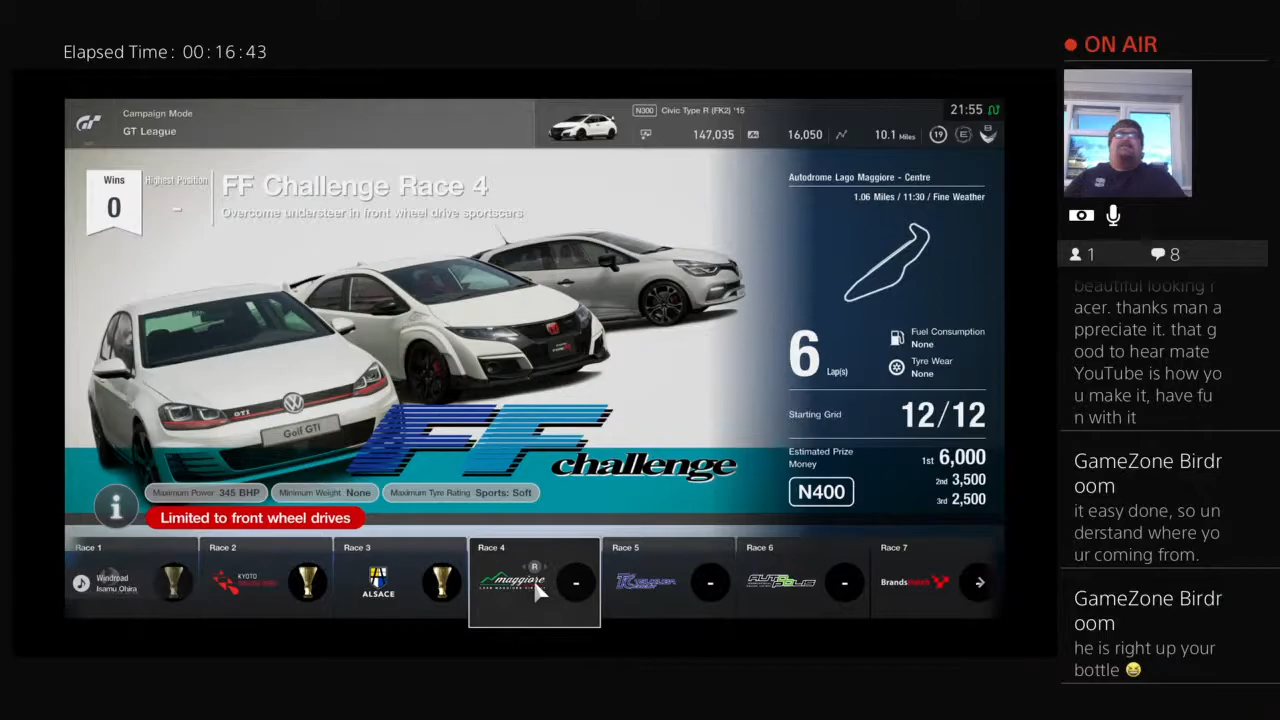 Elapsed Time: 00:16:43
ON AIR
Campaign Mode
GT League
N300 Civic Type R (FK2) '15
147,035 16,050 10.1 Miles 19 E
21:55
Wins
0
Highest Position
FF Challenge Race 4
Overcome understeer in front wheel drive sportscars
Autodrome Lago Maggiore - Centre
1.06 Miles / 11:30 / Fine Weather
6 Lap(s)
Fuel Consumption
None
Tyre Wear
None
Starting Grid 12/12
Estimated Prize
Money
N400
1st 6,000
2nd 3,500
3rd 2,500
GTI
Golf GTI
FF challenge
Maximum Power 345 BHP
Minimum Weight None
Maximum Tyre Rating Sports: Soft
Limited to front wheel drives
Race 1
Windroad
Isamu Ohira
Race 2
KYOTO
Race 3
ALSACE
Race 4
R
maggiore
-
Race 5
-
Race 6
AUTOPOLIS
-
Race 7
Brands
1 8
beautiful looking r
acer. thanks man a
ppreciate it. that g
ood to hear mate
YouTube is how yo
u make it, have fu
n with it
GameZone Birdr
oom
it easy done, so un
derstand where yo
ur coming from.
GameZone Birdr
oom
he is right up your
bottle 😆